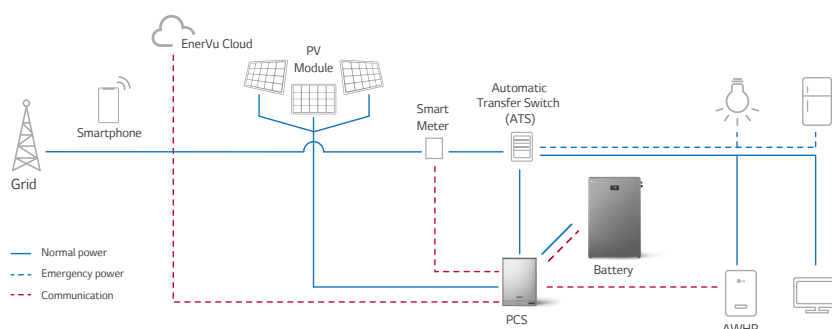 EnerVu Cloud
PV
Module
Automatic
Transfer Switch
(ATS)
Smart
Meter
Smartphone
Grid
Normal power
Emergency power
Communication
Battery
PCS
LG
AWHP